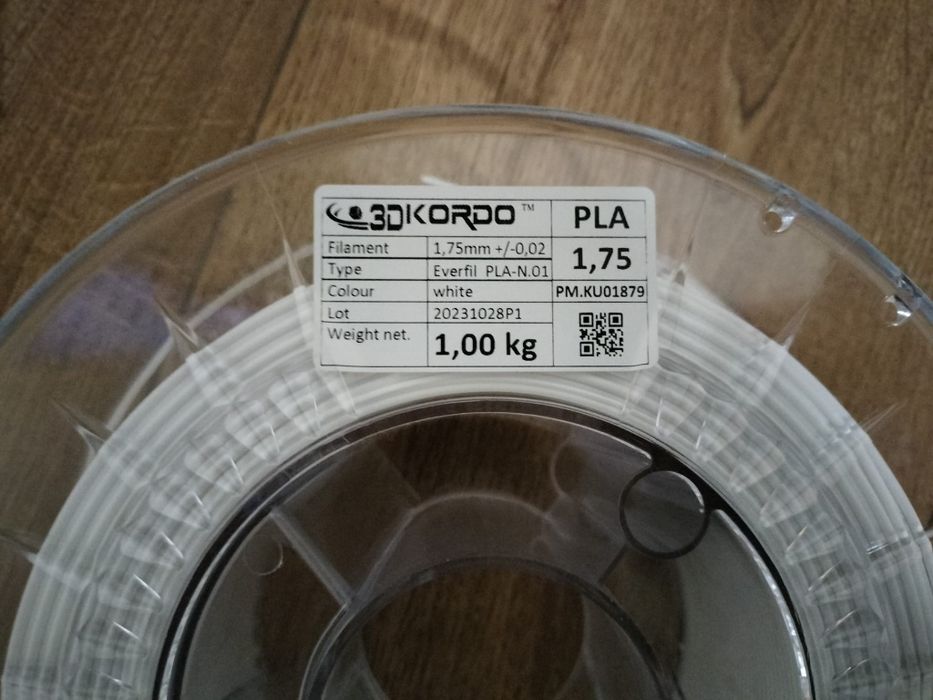 3DKORDO™ PLA
Filament 1,75mm +/-0,02 1,75
Type Everfil PLA-N.01
Colour white PM.KU01879
Lot 20231028P1
Weight net. 1,00 kg